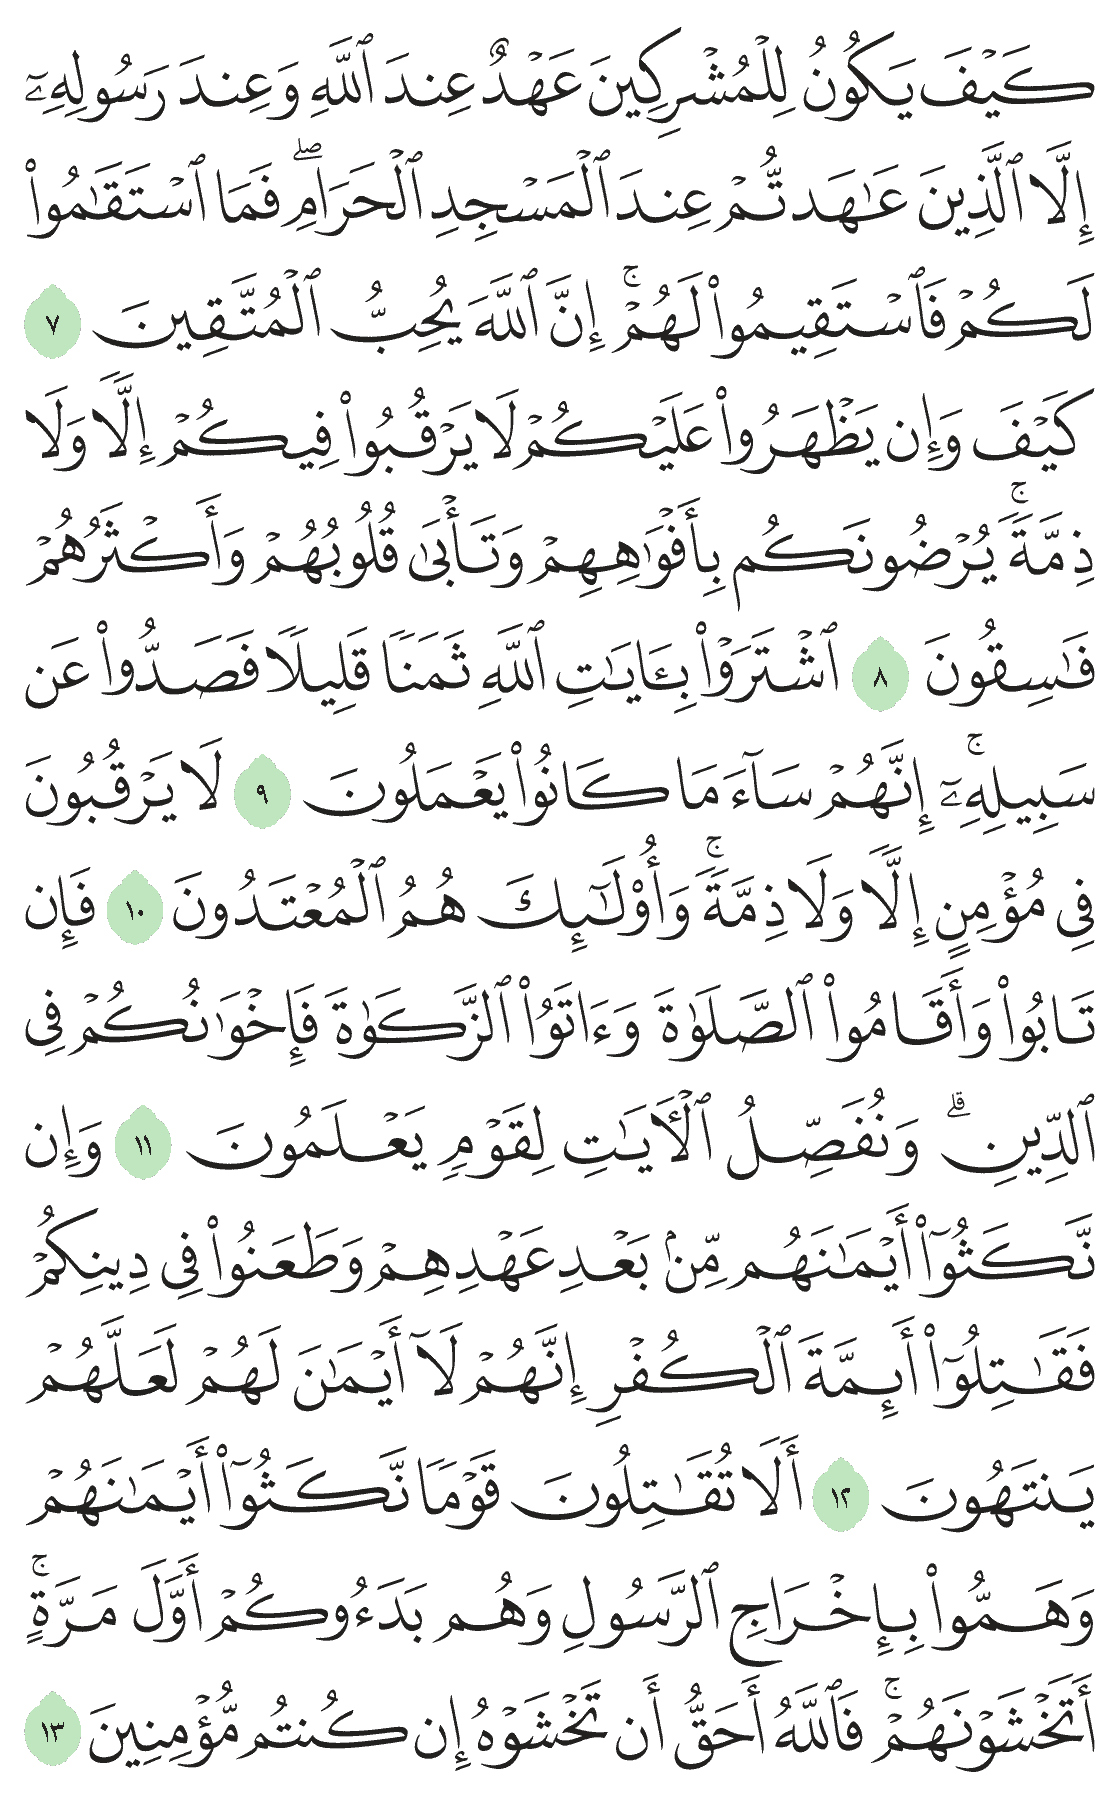 كَيْفَ يَكُونُ لِلْمُشْرِكِينَ عَهْدٌ عِندَ ٱللَّهِ وَعِندَ رَسُولِهِۦٓ
إِلَّا ٱلَّذِينَ عَٰهَدتُّمْ عِندَ ٱلْمَسْجِدِ ٱلْحَرَامِ ۖ فَمَا ٱسْتَقَٰمُوا۟
لَكُمْ فَٱسْتَقِيمُوا۟ لَهُمْ ۚ إِنَّ ٱللَّهَ يُحِبُّ ٱلْمُتَّقِينَ ٧
كَيْفَ وَإِن يَظْهَرُوا۟ عَلَيْكُمْ لَا يَرْقُبُوا۟ فِيكُمْ إِلًّا وَلَا
ذِمَّةً ۚ يُرْضُونَكُم بِأَفْوَٰهِهِمْ وَتَأْبَىٰ قُلُوبُهُمْ وَأَكْثَرُهُمْ
فَٰسِقُونَ ٨ ٱشْتَرَوْا۟ بِـَٔايَٰتِ ٱللَّهِ ثَمَنًا قَلِيلًا فَصَدُّوا۟ عَن
سَبِيلِهِۦٓ ۚ إِنَّهُمْ سَآءَ مَا كَانُوا۟ يَعْمَلُونَ ٩ لَا يَرْقُبُونَ
فِى مُؤْمِنٍ إِلًّا وَلَا ذِمَّةً ۚ وَأُو۟لَٰٓئِكَ هُمُ ٱلْمُعْتَدُونَ ١٠ فَإِن
تَابُوا۟ وَأَقَامُوا۟ ٱلصَّلَوٰةَ وَءَاتَوُا۟ ٱلزَّكَوٰةَ فَإِخْوَٰنُكُمْ فِى
ٱلدِّينِ ۗ وَنُفَصِّلُ ٱلْـَٔايَٰتِ لِقَوْمٍ يَعْلَمُونَ ١١ وَإِن
نَّكَثُوٓا۟ أَيْمَٰنَهُم مِّنۢ بَعْدِ عَهْدِهِمْ وَطَعَنُوا۟ فِى دِينِكُمْ
فَقَٰتِلُوٓا۟ أَئِمَّةَ ٱلْكُفْرِ إِنَّهُمْ لَآ أَيْمَٰنَ لَهُمْ لَعَلَّهُمْ
يَنتَهُونَ ١٢ أَلَا تُقَٰتِلُونَ قَوْمًا نَّكَثُوٓا۟ أَيْمَٰنَهُمْ
وَهَمُّوا۟ بِإِخْرَاجِ ٱلرَّسُولِ وَهُم بَدَءُوكُمْ أَوَّلَ مَرَّةٍ ۚ
أَتَخْشَوْنَهُمْ ۚ فَٱللَّهُ أَحَقُّ أَن تَخْشَوْهُ إِن كُنتُم مُّؤْمِنِينَ ١٣